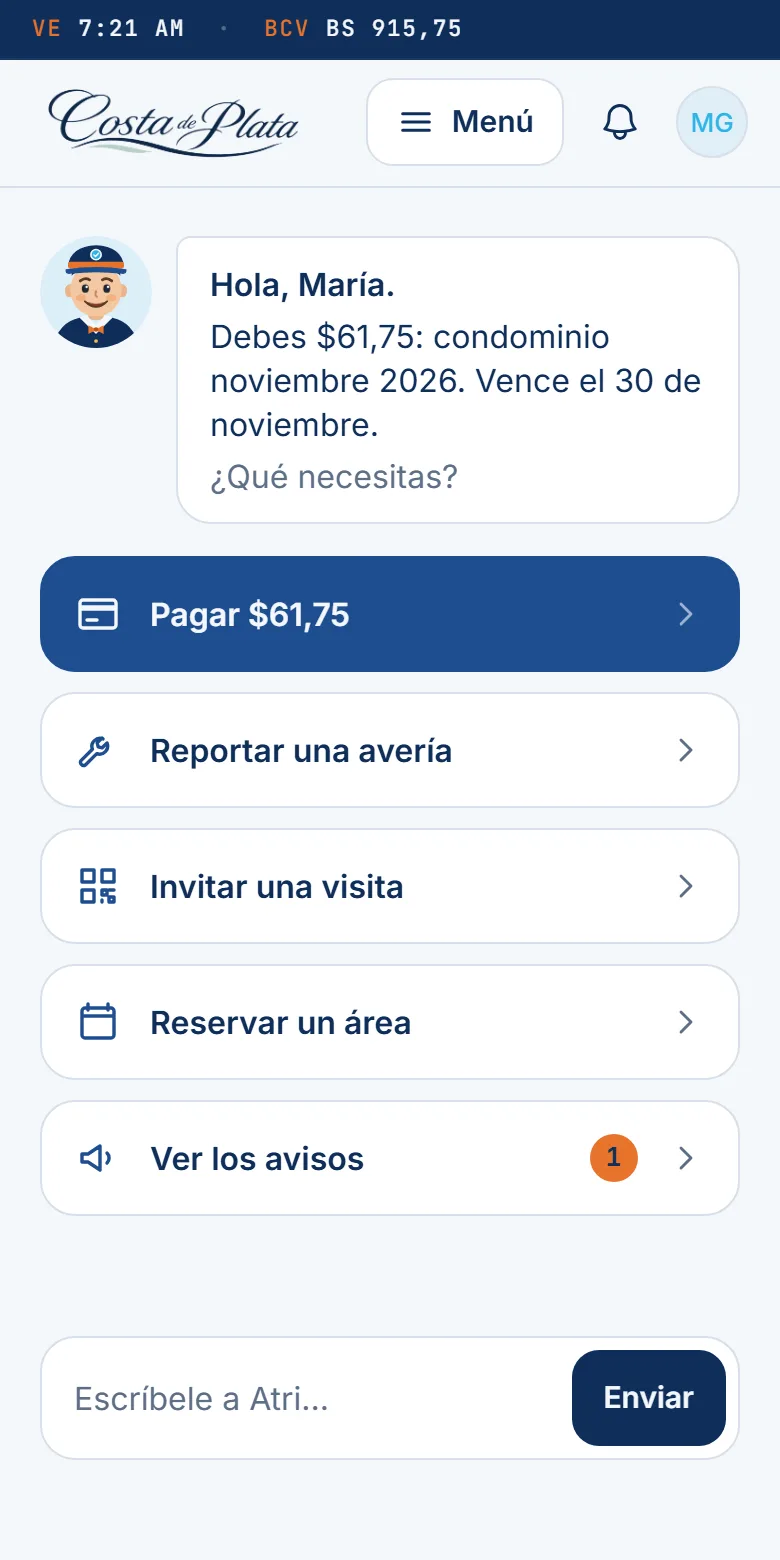 VE 7:21 AM · BCV BS 915,75
Costa de Plata
Menú
MG
Hola, María.
Debes $61,75: condominio
noviembre 2026. Vence el 30 de
noviembre.
¿Qué necesitas?
Pagar $61,75
Reportar una avería
Invitar una visita
Reservar un área
Ver los avisos 1
Escríbele a Atri...
Enviar